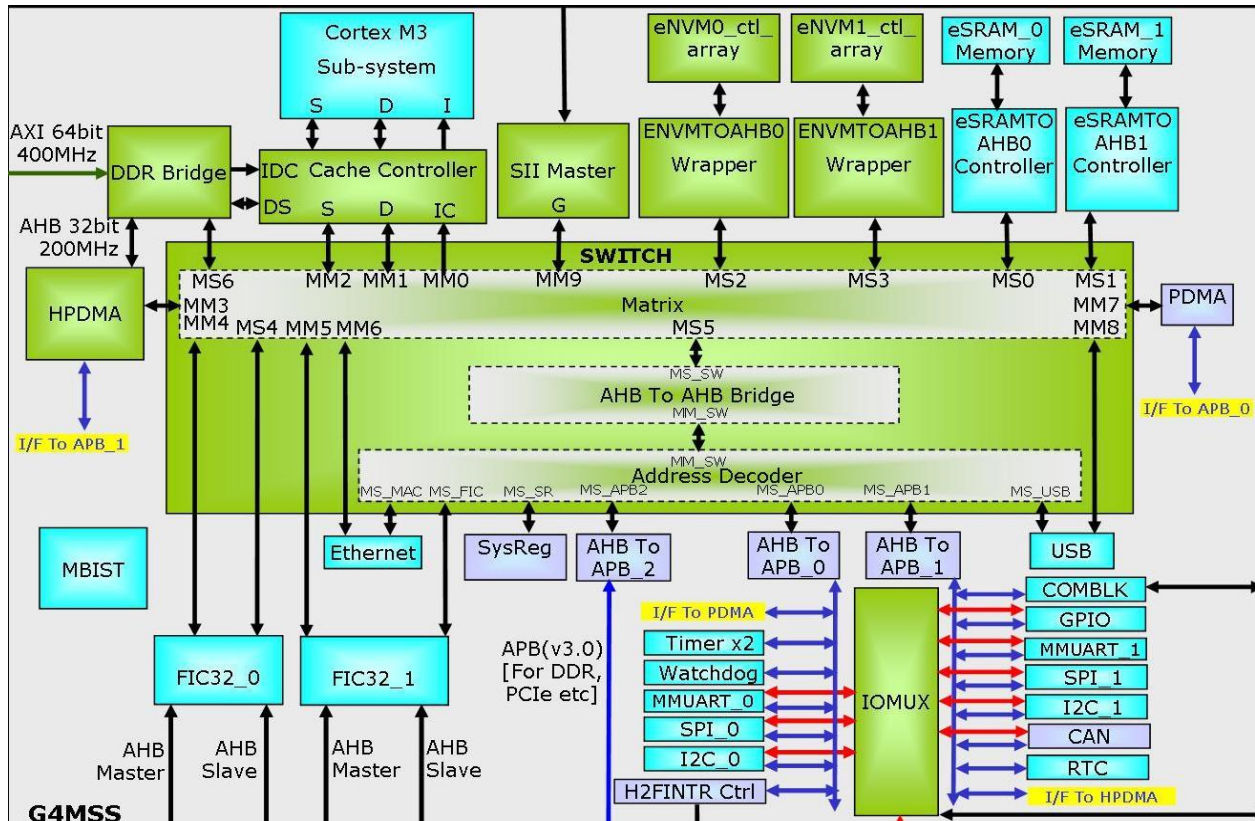 Cortex M3
Sub-system
S D I
eNVM0_ctl_
array
eNVM1_ctl_
array
eSRAM_0
Memory
eSRAM_1
Memory
AXI 64bit
400MHz
DDR Bridge
IDC Cache Controller
DS S D IC
SII Master
G
ENVMTOAHB0
Wrapper
ENVMTOAHB1
Wrapper
eSRAMTO
AHB0
Controller
eSRAMTO
AHB1
Controller
AHB 32bit
200MHz
SWITCH
HPDMA
MS6 MM2 MM1 MM0 MM9 MS2 MS3 MS0 MS1
Matrix
MM3
MM4
MS4 MM5 MM6
MS5
MM7
MM8
PDMA
MS_SW
AHB To AHB Bridge
MM_SW
I/F To APB_1
I/F To APB_0
MM_SW
Address Decoder
MS_MAC MS_FIC MS_SR MS_APB2 MS_APB0 MS_APB1 MS_USB
MBIST
Ethernet
SysReg
AHB To
APB_2
AHB To
APB_0
AHB To
APB_1
USB
APB(v3.0)
[For DDR,
PCIe etc]
I/F To PDMA
Timer x2
Watchdog
MMUART_0
SPI_0
I2C_0
H2FINTR Ctrl
IOMUX
COMBLK
GPIO
MMUART_1
SPI_1
I2C_1
CAN
RTC
I/F To HPDMA
FIC32_0
FIC32_1
AHB
Master
AHB
Slave
AHB
Master
AHB
Slave
G4MSS